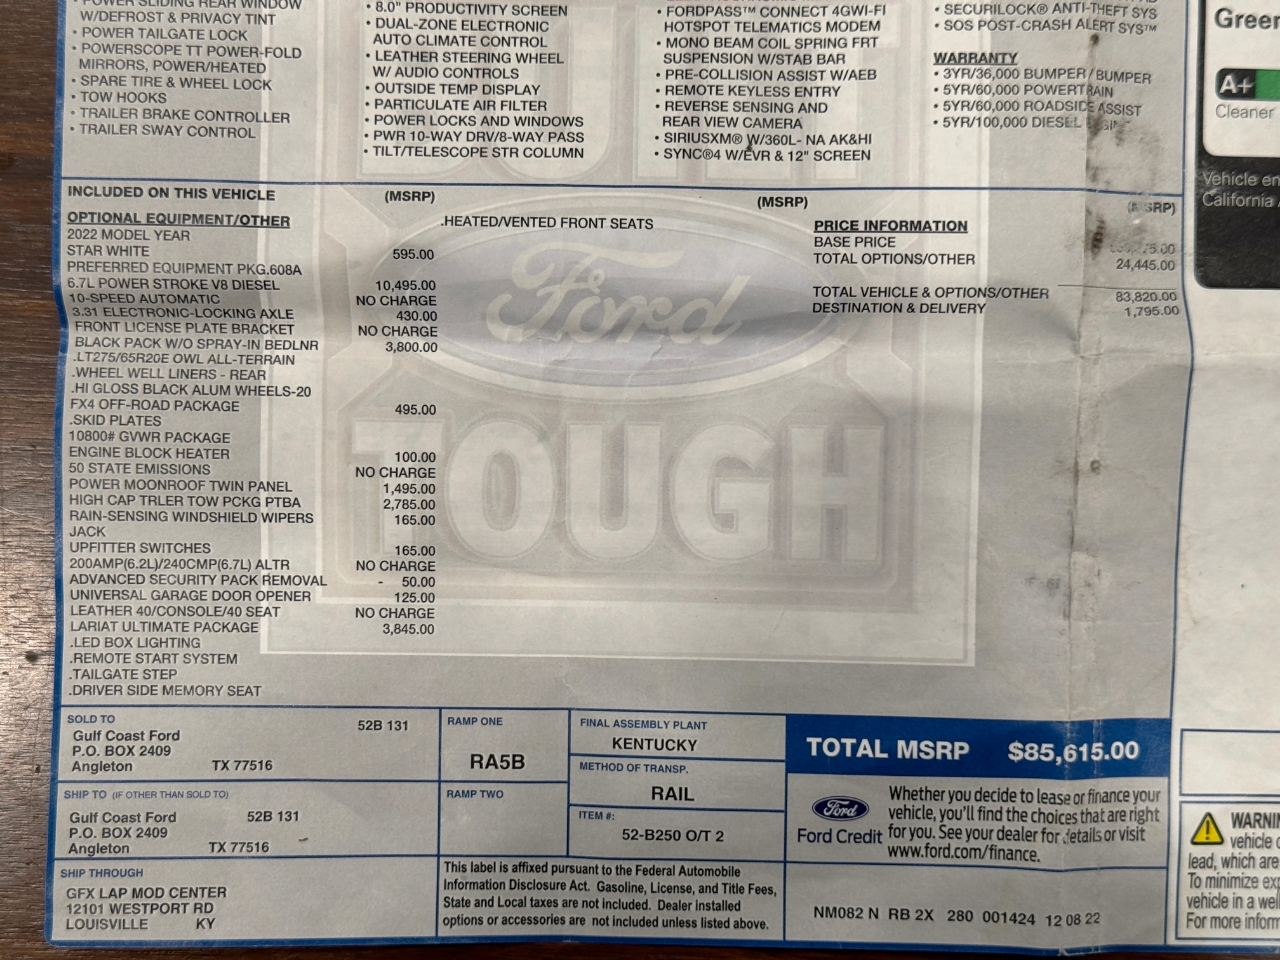 • POWER SLIDING REAR WINDOW
W/DEFROST & PRIVACY TINT
• POWER TAILGATE LOCK
• POWERSCOPE TT POWER-FOLD
MIRRORS, POWER/HEATED
• SPARE TIRE & WHEEL LOCK
• TOW HOOKS
• TRAILER BRAKE CONTROLLER
• TRAILER SWAY CONTROL
• 8.0" PRODUCTIVITY SCREEN
• DUAL-ZONE ELECTRONIC
AUTO CLIMATE CONTROL
• LEATHER STEERING WHEEL
W/ AUDIO CONTROLS
• OUTSIDE TEMP DISPLAY
• PARTICULATE AIR FILTER
• POWER LOCKS AND WINDOWS
• PWR 10-WAY DRV/8-WAY PASS
• TILT/TELESCOPE STR COLUMN
• FORDPASS™ CONNECT 4GWI-FI
HOTSPOT TELEMATICS MODEM
• MONO BEAM COIL SPRING FRT
SUSPENSION W/STAB BAR
• PRE-COLLISION ASSIST W/AEB
• REMOTE KEYLESS ENTRY
• REVERSE SENSING AND
REAR VIEW CAMERA
• SIRIUSXM® W/360L- NA AK&HI
• SYNC®4 W/EVR & 12" SCREEN
• SECURILOCK® ANTI-THEFT SYS
• SOS POST-CRASH ALERT SYS™
WARRANTY
• 3YR/36,000 BUMPER / BUMPER
• 5YR/60,000 POWERTRAIN
• 5YR/60,000 ROADSIDE ASSIST
• 5YR/100,000 DIESEL
Green
A+
Cleaner
Vehicle en
California
INCLUDED ON THIS VEHICLE (MSRP) (MSRP) (MSRP)
OPTIONAL EQUIPMENT/OTHER
2022 MODEL YEAR
STAR WHITE 595.00
PREFERRED EQUIPMENT PKG.608A
6.7L POWER STROKE V8 DIESEL 10,495.00
10-SPEED AUTOMATIC NO CHARGE
3.31 ELECTRONIC-LOCKING AXLE 430.00
FRONT LICENSE PLATE BRACKET NO CHARGE
BLACK PACK W/O SPRAY-IN BEDLNR 3,800.00
.LT275/65R20E OWL ALL-TERRAIN
.WHEEL WELL LINERS - REAR
.HI GLOSS BLACK ALUM WHEELS-20
FX4 OFF-ROAD PACKAGE 495.00
.SKID PLATES
10800# GVWR PACKAGE
ENGINE BLOCK HEATER 100.00
50 STATE EMISSIONS NO CHARGE
POWER MOONROOF TWIN PANEL 1,495.00
HIGH CAP TRLER TOW PCKG PTBA 2,785.00
RAIN-SENSING WINDSHIELD WIPERS 165.00
JACK
UPFITTER SWITCHES 165.00
200AMP(6.2L)/240CMP(6.7L) ALTR NO CHARGE
ADVANCED SECURITY PACK REMOVAL - 50.00
UNIVERSAL GARAGE DOOR OPENER 125.00
LEATHER 40/CONSOLE/40 SEAT NO CHARGE
LARIAT ULTIMATE PACKAGE 3,845.00
.LED BOX LIGHTING
.REMOTE START SYSTEM
.TAILGATE STEP
.DRIVER SIDE MEMORY SEAT
.HEATED/VENTED FRONT SEATS
PRICE INFORMATION
BASE PRICE
TOTAL OPTIONS/OTHER 24,445.00
TOTAL VEHICLE & OPTIONS/OTHER 83,820.00
DESTINATION & DELIVERY 1,795.00
BUILT
Ford
TOUGH
SOLD TO 52B 131
Gulf Coast Ford
P.O. BOX 2409
Angleton TX 77516
SHIP TO (IF OTHER THAN SOLD TO)
Gulf Coast Ford 52B 131
P.O. BOX 2409
Angleton TX 77516
SHIP THROUGH
GFX LAP MOD CENTER
12101 WESTPORT RD
LOUISVILLE KY
RAMP ONE
RA5B
RAMP TWO
FINAL ASSEMBLY PLANT
KENTUCKY
METHOD OF TRANSP.
RAIL
ITEM #:
52-B250 O/T 2
This label is affixed pursuant to the Federal Automobile
Information Disclosure Act. Gasoline, License, and Title Fees,
State and Local taxes are not included. Dealer installed
options or accessories are not included unless listed above.
TOTAL MSRP $85,615.00
Ford
Ford Credit
Whether you decide to lease or finance your
vehicle, you'll find the choices that are right
for you. See your dealer for details or visit
www.ford.com/finance.
NM082 N RB 2X 280 001424 12 08 22
WARNIN
vehicle
lead, which are
To minimize exp
vehicle in a well
For more inform